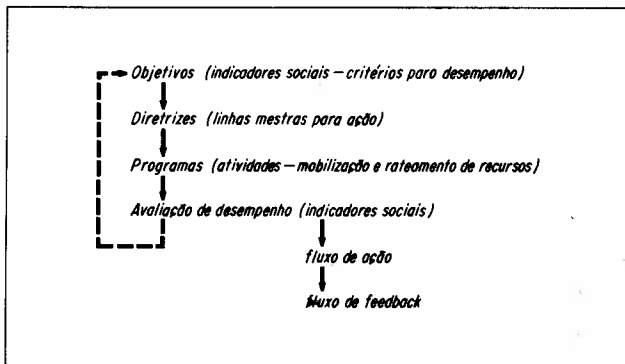 Objetivos (indicadores sociais – critérios paro desempenho)
Diretrizes (linhas mestras para ação)
Programas (atividades – mobilização e rateamento de recursos)
Avaliação de desempenho (indicadores sociais)
fluxo de ação
fluxo de feedback